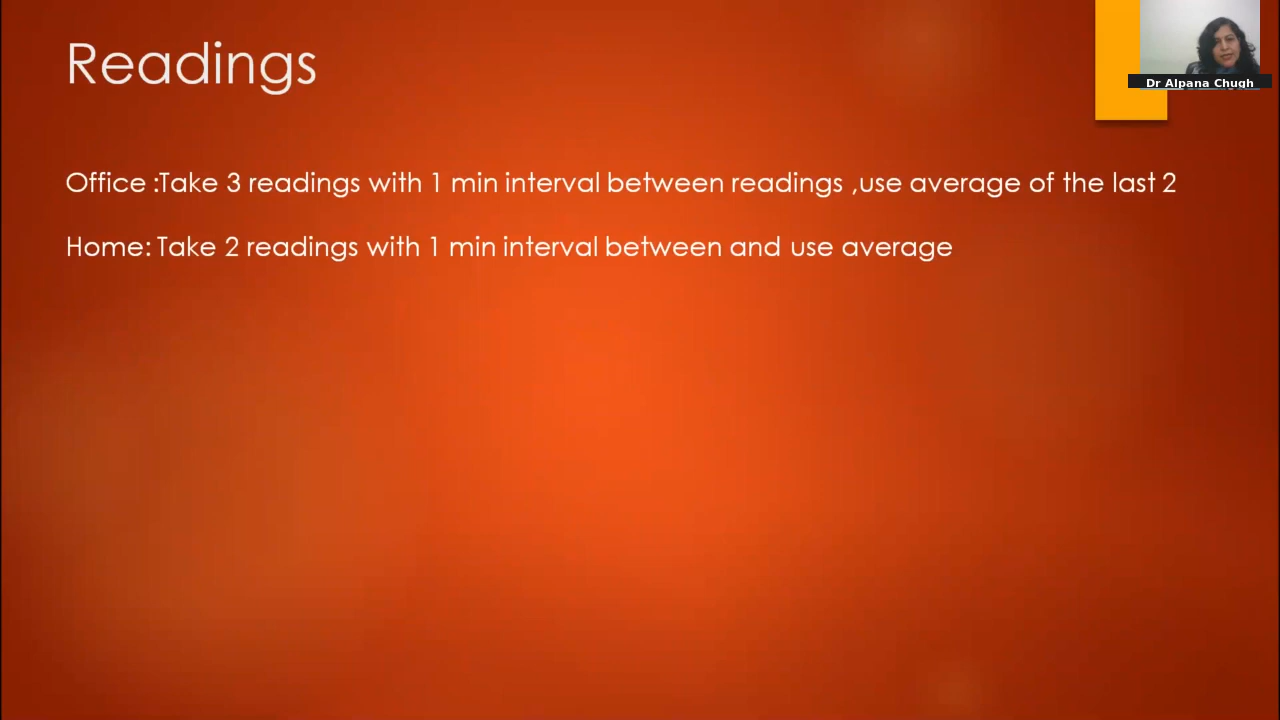 Readings
Dr Alpana Chugh
Office :Take 3 readings with 1 min interval between readings ,use average of the last 2
Home: Take 2 readings with 1 min interval between and use average